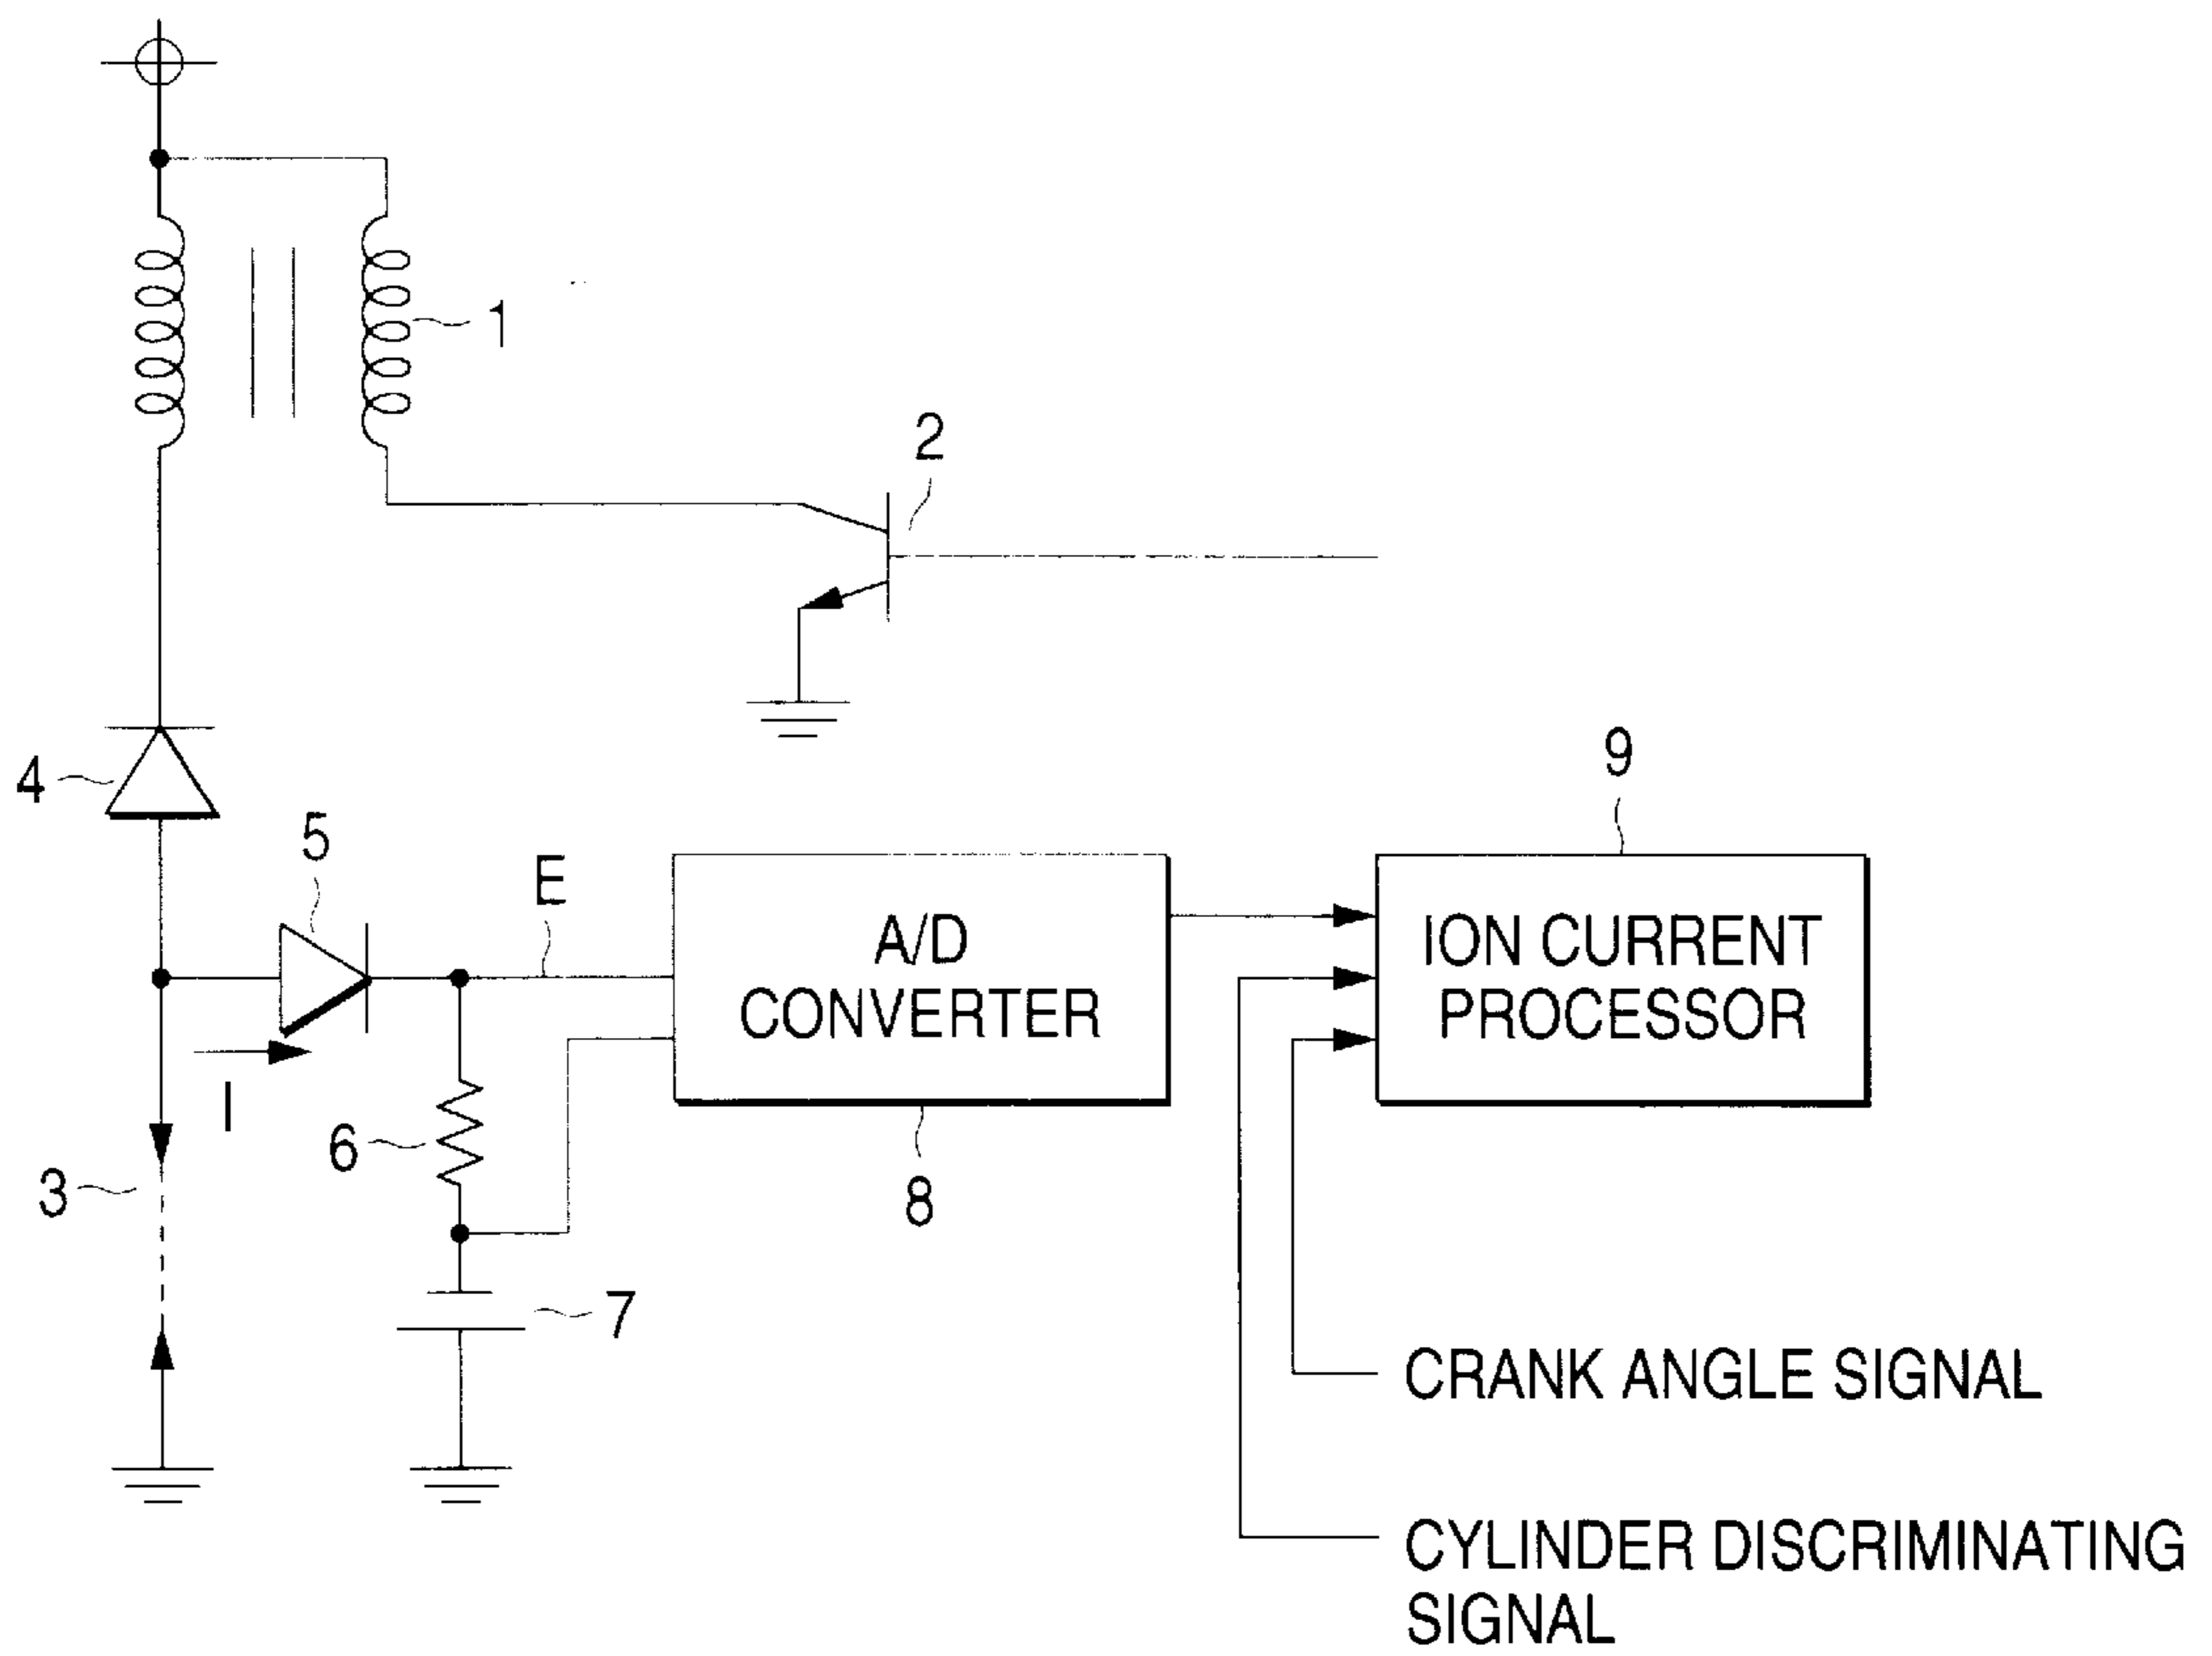 1
2
9
4
5
E
A/D
CONVERTER
ION CURRENT
PROCESSOR
I
6
3
8
7
CRANK ANGLE SIGNAL
CYLINDER DISCRIMINATING
SIGNAL